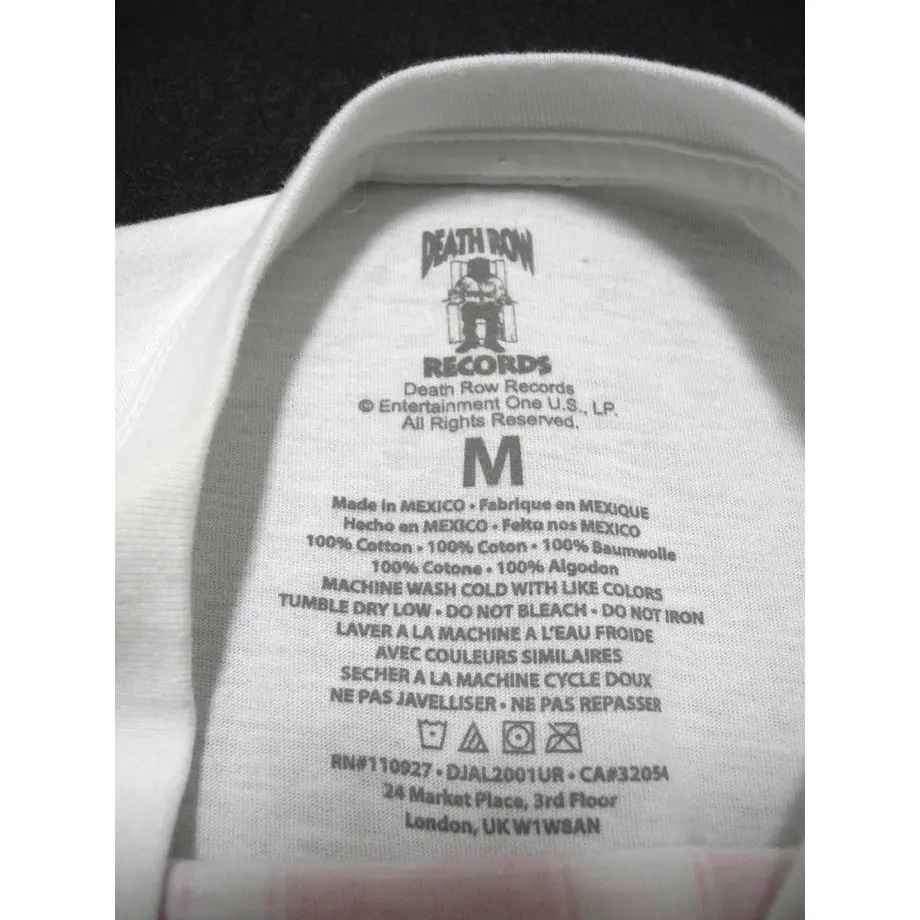 DEATH ROW
RECORDS
Death Row Records
© Entertainment One U.S., LP.
All Rights Reserved.
M
Made in MEXICO • Fabrique en MEXIQUE
Hecho en MEXICO • Feito nos MEXICO
100% Cotton • 100% Coton • 100% Baumwolle
100% Cotone • 100% Algodon
MACHINE WASH COLD WITH LIKE COLORS
TUMBLE DRY LOW • DO NOT BLEACH • DO NOT IRON
LAVER A LA MACHINE A L'EAU FROIDE
AVEC COULEURS SIMILAIRES
SECHER A LA MACHINE CYCLE DOUX
NE PAS JAVELLISER • NE PAS REPASSER
RN#110927 • DJAL2001UR • CA#32054
24 Market Place, 3rd Floor
London, UK W1W8AN